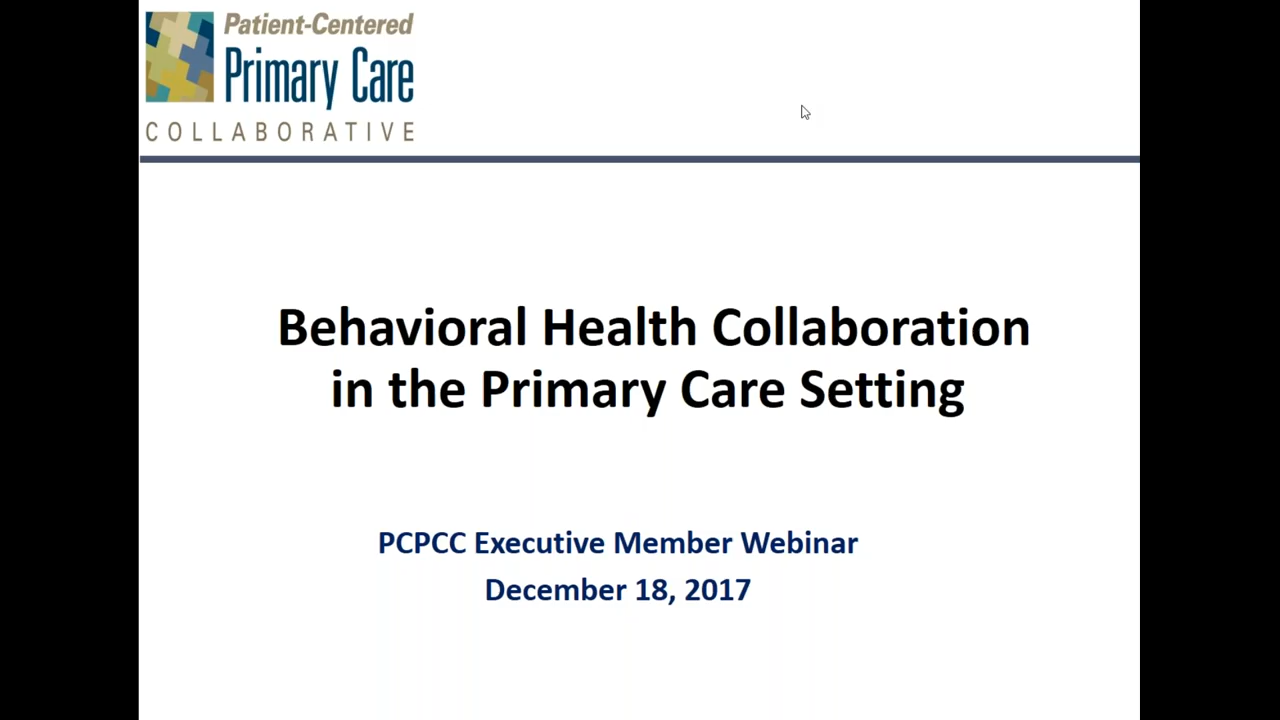 Patient-Centered
Primary Care
COLLABORATIVE
Behavioral Health Collaboration
in the Primary Care Setting
PCPCC Executive Member Webinar
December 18, 2017